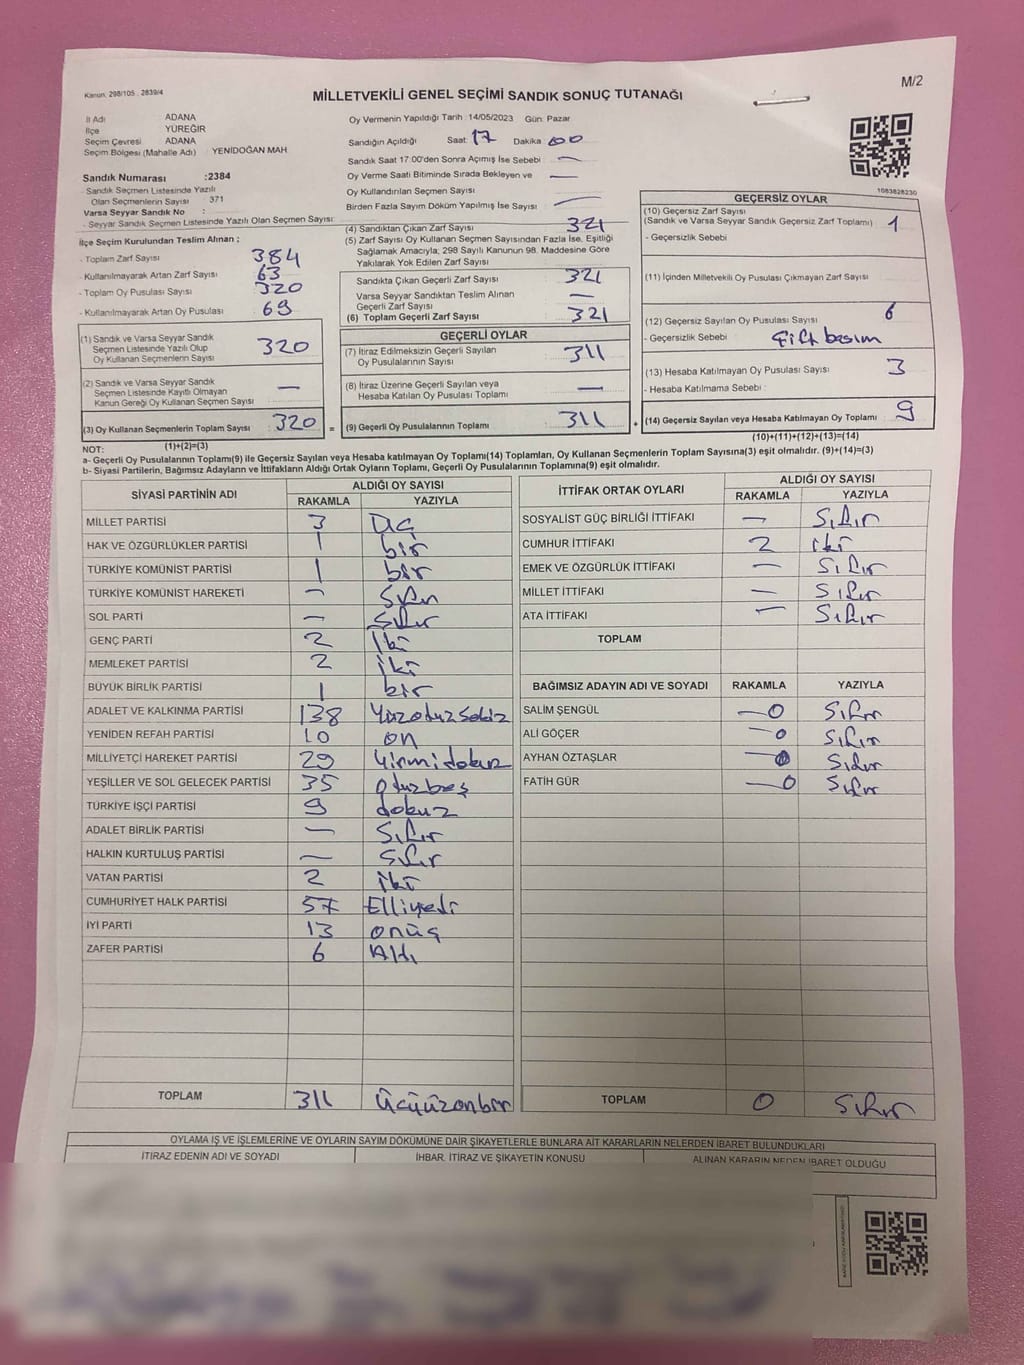 Kanun, 298/105 . 2839/4
M/2
MİLLETVEKİLİ GENEL SEÇİMİ SANDIK SONUÇ TUTANAĞI
İl Adı ADANA
İlçe YÜREĞİR
Seçim Çevresi ADANA
Seçim Bölgesi (Mahalle Adı) YENİDOĞAN MAH.
Sandık Numarası :2384
- Sandık Seçmen Listesinde Yazılı
Olan Seçmenlerin Sayısı 371
Varsa Seyyar Sandık No :
- Seyyar Sandık Seçmen Listesinde Yazılı Olan Seçmen Sayısı:
Oy Vermenin Yapıldığı Tarih :14/05/2023 Gün: Pazar
Sandığın Açıldığı Saat: 17 Dakika: 00
Sandık Saat 17:00'den Sonra Açımış İse Sebebi —
Oy Verme Saati Bitiminde Sırada Bekleyen ve —
Oy Kullandırılan Seçmen Sayısı
Birden Fazla Sayım Döküm Yapılmış İse Sayısı —
1083828230
İlçe Seçim Kurulundan Teslim Alınan ;
- Toplam Zarf Sayısı 384
- Kullanılmayarak Artan Zarf Sayısı 63
- Toplam Oy Pusulası Sayısı 320
- Kullanılmayarak Artan Oy Pusulası 69
(1) Sandık ve Varsa Seyyar Sandık
Seçmen Listesinde Yazılı Olup
Oy Kullanan Seçmenlerin Sayısı 320
(2) Sandık ve Varsa Seyyar Sandık
Seçmen Listesinde Kayıtlı Olmayan
Kanun Gereği Oy Kullanan Seçmen Sayısı —
(3) Oy Kullanan Seçmenlerin Toplam Sayısı 320 =
(1)+(2)=(3)
(4) Sandıktan Çıkan Zarf Sayısı 321
(5) Zarf Sayısı Oy Kullanan Seçmen Sayısından Fazla İse, Eşitliği
Sağlamak Amacıyla, 298 Sayılı Kanunun 98. Maddesine Göre
Yakılarak Yok Edilen Zarf Sayısı
Sandıkta Çıkan Geçerli Zarf Sayısı 321
Varsa Seyyar Sandıktan Teslim Alınan
Geçerli Zarf Sayısı —
(6) Toplam Geçerli Zarf Sayısı 321
GEÇERLİ OYLAR
(7) İtiraz Edilmeksizin Geçerli Sayılan
Oy Pusulalarının Sayısı 311
(8) İtiraz Üzerine Geçerli Sayılan veya
Hesaba Katılan Oy Pusulası Toplamı —
(9) Geçerli Oy Pusulalarının Toplamı 311 +
GEÇERSİZ OYLAR
(10) Geçersiz Zarf Sayısı
(Sandık ve Varsa Seyyar Sandık Geçersiz Zarf Toplamı) 1
- Geçersizlik Sebebi
(11) İçinden Milletvekili Oy Pusulası Çıkmayan Zarf Sayısı
(12) Geçersiz Sayılan Oy Pusulası Sayısı 6
- Geçersizlik Sebebi Çift basım
(13) Hesaba Katılmayan Oy Pusulası Sayısı 3
- Hesaba Katılmama Sebebi :
(14) Geçersiz Sayılan veya Hesaba Katılmayan Oy Toplamı 9
(10)+(11)+(12)+(13)=(14)
NOT:
a- Geçerli Oy Pusulalarının Toplamı(9) ile Geçersiz Sayılan veya Hesaba Katılmayan Oy Toplamı(14) Toplamları, Oy Kullanan Seçmenlerin Toplam Sayısına(3) eşit olmalıdır. (9)+(14)=(3)
b- Siyasi Partilerin, Bağımsız Adayların ve İttifakların Aldığı Ortak Oyların Toplamı, Geçerli Oy Pusulalarının Toplamına(9) eşit olmalıdır.
SİYASİ PARTİNİN ADI ALDIĞI OY SAYISI
RAKAMLA YAZIYLA
MİLLET PARTİSİ 3 Üç
HAK VE ÖZGÜRLÜKLER PARTİSİ 1 bir
TÜRKİYE KOMÜNİST PARTİSİ 1 bir
TÜRKİYE KOMÜNİST HAREKETİ — Sıfır
SOL PARTİ — Sıfır
GENÇ PARTİ 2 İki
MEMLEKET PARTİSİ 2 iki
BÜYÜK BİRLİK PARTİSİ 1 bir
ADALET VE KALKINMA PARTİSİ 138 Yüzotuzsekiz
YENİDEN REFAH PARTİSİ 10 on
MİLLİYETÇİ HAREKET PARTİSİ 29 Yirmidokuz
YEŞİLLER VE SOL GELECEK PARTİSİ 35 otuzbeş
TÜRKİYE İŞÇİ PARTİSİ 9 dokuz
ADALET BİRLİK PARTİSİ — Sıfır
HALKIN KURTULUŞ PARTİSİ — Sıfır
VATAN PARTİSİ 2 iki
CUMHURİYET HALK PARTİSİ 57 Elliyedi
İYİ PARTİ 13 onüç
ZAFER PARTİSİ 6 Altı
TOPLAM 311 Üçyüzonbir
İTTİFAK ORTAK OYLARI ALDIĞI OY SAYISI
RAKAMLA YAZIYLA
SOSYALİST GÜÇ BİRLİĞİ İTTİFAKI — Sıfır
CUMHUR İTTİFAKI 2 iki
EMEK VE ÖZGÜRLÜK İTTİFAKI — Sıfır
MİLLET İTTİFAKI — Sıfır
ATA İTTİFAKI — Sıfır
TOPLAM
BAĞIMSIZ ADAYIN ADI VE SOYADI RAKAMLA YAZIYLA
SALİM ŞENGÜL —0 Sıfır
ALİ GÖÇER —0 Sıfır
AYHAN ÖZTAŞLAR —0 Sıfır
FATİH GÜR —0 Sıfır
TOPLAM 0 Sıfır
OYLAMA İŞ VE İŞLEMLERİNE VE OYLARIN SAYIM DÖKÜMÜNE DAİR ŞİKAYETLERLE BUNLARA AİT KARARLARIN NELERDEN İBARET BULUNDUKLARI
İTİRAZ EDENİN ADI VE SOYADI İHBAR, İTİRAZ VE ŞİKAYETİN KONUSU ALINAN KARARIN NEDEN İBARET OLDUĞU